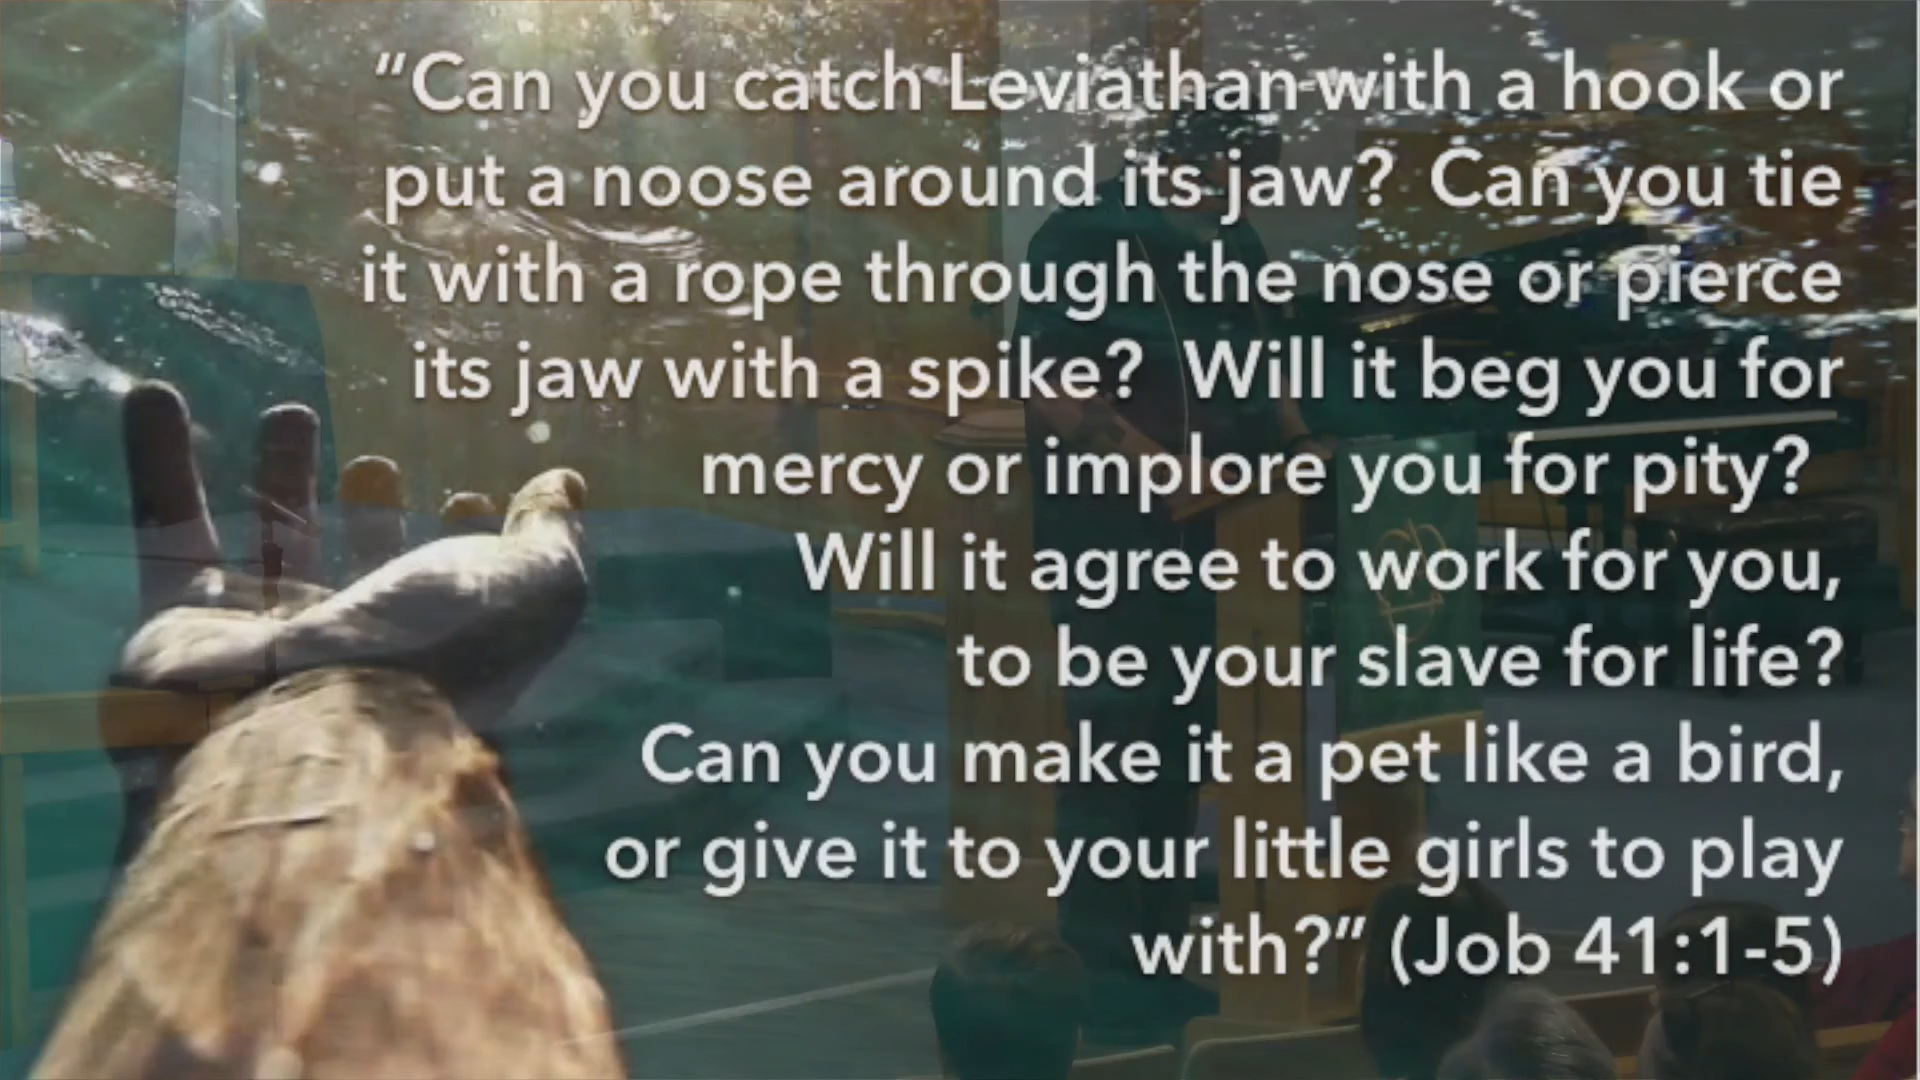 “Can you catch Leviathan with a hook or
put a noose around its jaw?  Can you tie
it with a rope through the nose or pierce
its jaw with a spike?  Will it beg you for
mercy or implore you for pity?
Will it agree to work for you,
to be your slave for life?
Can you make it a pet like a bird,
or give it to your little girls to play
with?” (Job 41:1-5)